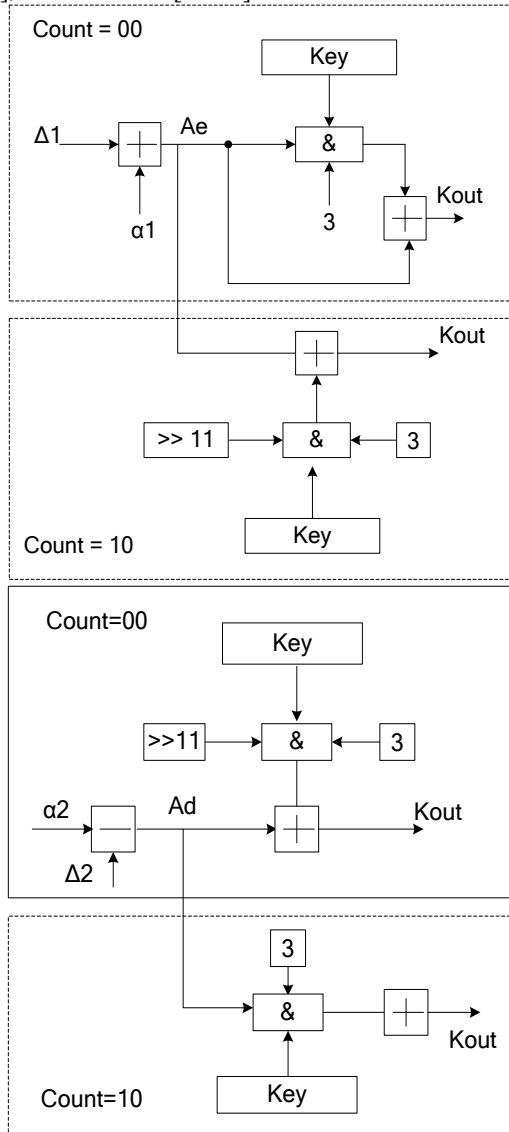 Count = 00
Key
Δ1
Ae
&
α1
3
Kout
Kout
>> 11
&
3
Key
Count = 10
Count=00
Key
>>11
&
3
α2
Ad
Kout
Δ2
3
&
Kout
Key
Count=10